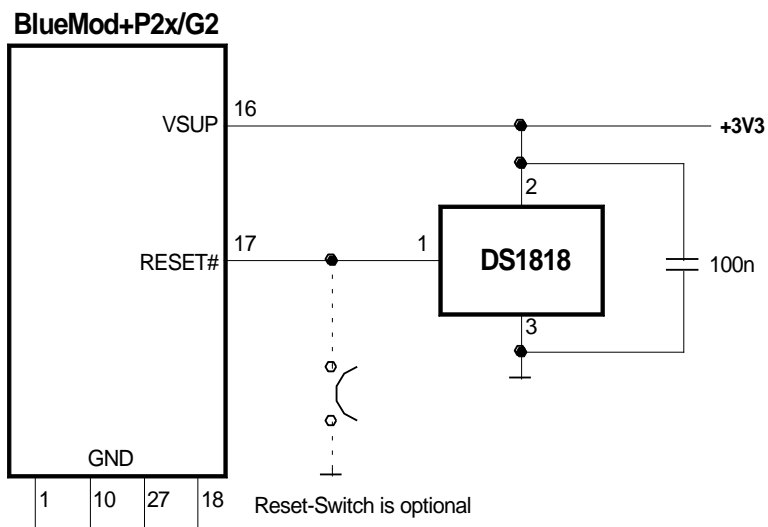 BlueMod+P2x/G2
VSUP
16
+3V3
2
RESET#
17
1
DS1818
100n
3
GND
1
10
27
18
Reset-Switch is optional